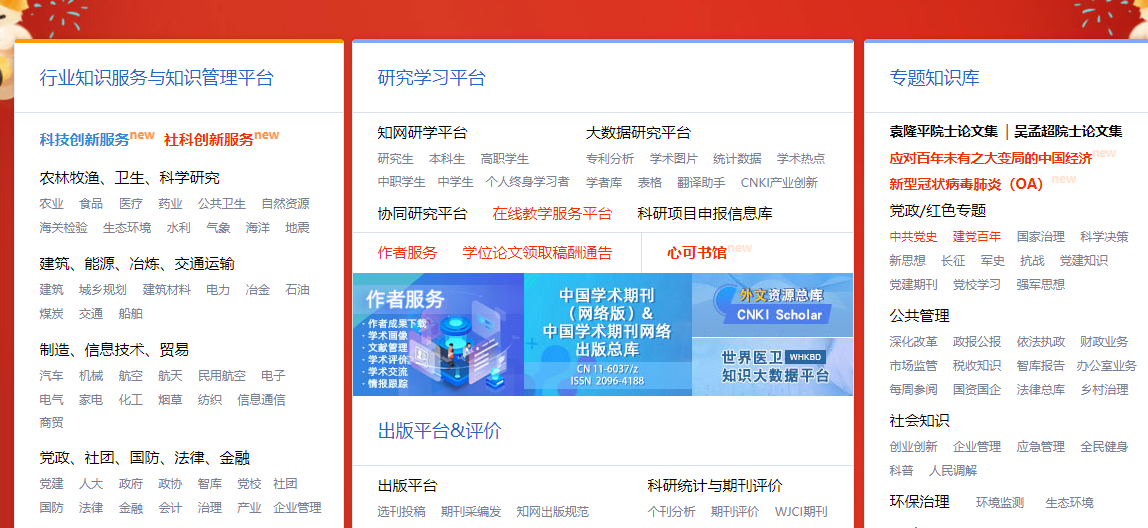 行业知识服务与知识管理平台
科技创新服务new 社科创新服务new
农林牧渔、卫生、科学研究
农业 食品 医疗 药业 公共卫生 自然资源
海关检验 生态环境 水利 气象 海洋 地震
建筑、能源、冶炼、交通运输
建筑 城乡规划 建筑材料 电力 冶金 石油
煤炭 交通 船舶
制造、信息技术、贸易
汽车 机械 航空 航天 民用航空 电子
电气 家电 化工 烟草 纺织 信息通信
商贸
党政、社团、国防、法律、金融
党建 人大 政府 政协 智库 党校 社团
国防 法律 金融 会计 治理 产业 企业管理
研究学习平台
知网研学平台
研究生 本科生 高职学生
中职学生 中学生 个人终身学习者
大数据研究平台
专利分析 学术图片 统计数据 学术热点
学者库 表格 翻译助手 CNKI产业创新
协同研究平台 在线教学服务平台 科研项目申报信息库
作者服务 学位论文领取稿酬通告 心可书馆new
作者服务
·作者成果下载
·学术画像
·文献管理
·学术评价
·学术交流
·情报跟踪
中国学术期刊
（网络版）&
中国学术期刊网络
出版总库
CN 11-6037/z
ISSN 2096-4188
外文资源总库
CNKI Scholar
世界医卫 WHKBD
知识大数据平台
出版平台&评价
出版平台
选刊投稿 期刊采编发 知网出版规范
科研统计与期刊评价
个刊分析 期刊评价 WJCI期刊
专题知识库
袁隆平院士论文集 | 吴孟超院士论文集
应对百年未有之大变局的中国经济new
新型冠状病毒肺炎（OA）new
党政/红色专题
中共党史 建党百年 国家治理 科学决策
新思想 长征 军史 抗战 党建知识
党建期刊 党校学习 强军思想
公共管理
深化改革 政报公报 依法执政 财政业务
市场监管 税收知识 智库报告 办公室业务
每周参阅 国资国企 法律总库 乡村治理
社会知识
创业创新 企业管理 应急管理 全民健身
科普 人民调解
环保治理 环境监测 生态环境